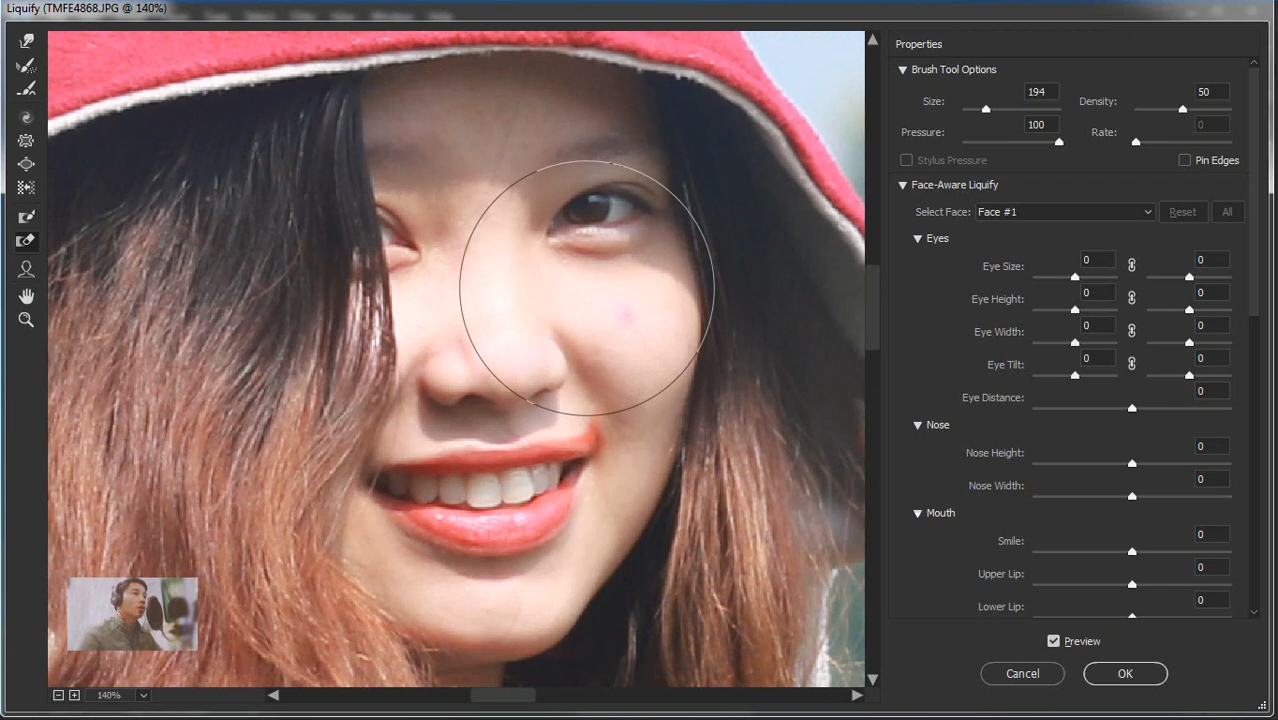 Liquify (TMFE4868.JPG @ 140%)
Properties
Brush Tool Options
Size: 194 Density: 50
Pressure: 100 Rate: 0
Stylus Pressure Pin Edges
Face-Aware Liquify
Select Face: Face #1 Reset All
Eyes
Eye Size: 0 0
Eye Height: 0 0
Eye Width: 0 0
Eye Tilt: 0 0
Eye Distance: 0
Nose
Nose Height: 0
Nose Width: 0
Mouth
Smile: 0
Upper Lip: 0
Lower Lip: 0
Preview
Cancel OK
140%